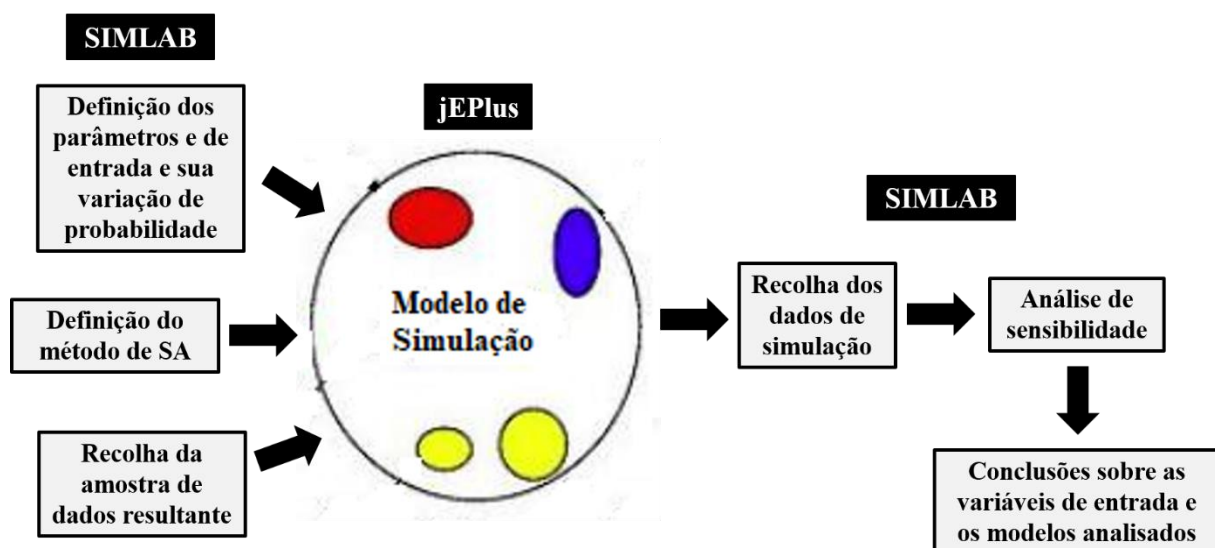 SIMLAB
Definição dos
parâmetros e de
entrada e sua
variação de
probabilidade
Definição do
método de SA
Recolha da
amostra de
dados resultante
jEPlus
Modelo de
Simulação
SIMLAB
Recolha dos
dados de
simulação
Análise de
sensibilidade
Conclusões sobre as
variáveis de entrada e
os modelos analisados